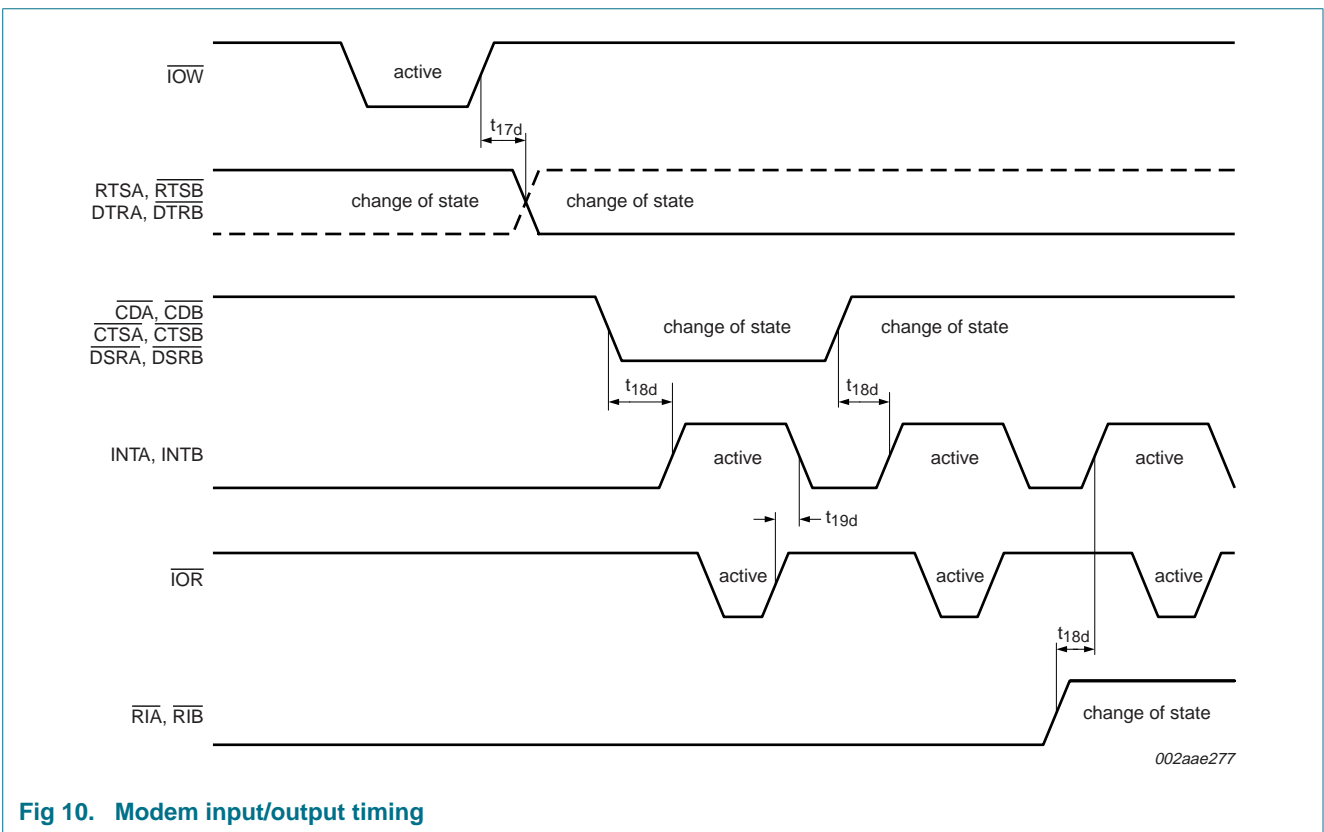 IOW
active
t17d
RTSA, RTSB
DTRA, DTRB
change of state
change of state
CDA, CDB
CTSA, CTSB
DSRA, DSRB
change of state
change of state
t18d
t18d
INTA, INTB
active
active
active
t19d
IOR
active
active
active
t18d
RIA, RIB
change of state
002aae277
Fig 10. Modem input/output timing